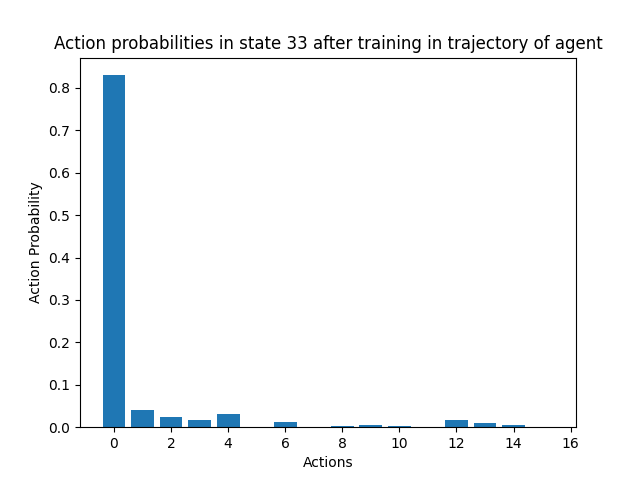 Action probabilities in state 33 after training in trajectory of agent
0.8
0.7
0.6
0.5
0.4
0.3
0.2
0.1
0.0
Action Probability
0 2 4 6 8 10 12 14 16
Actions